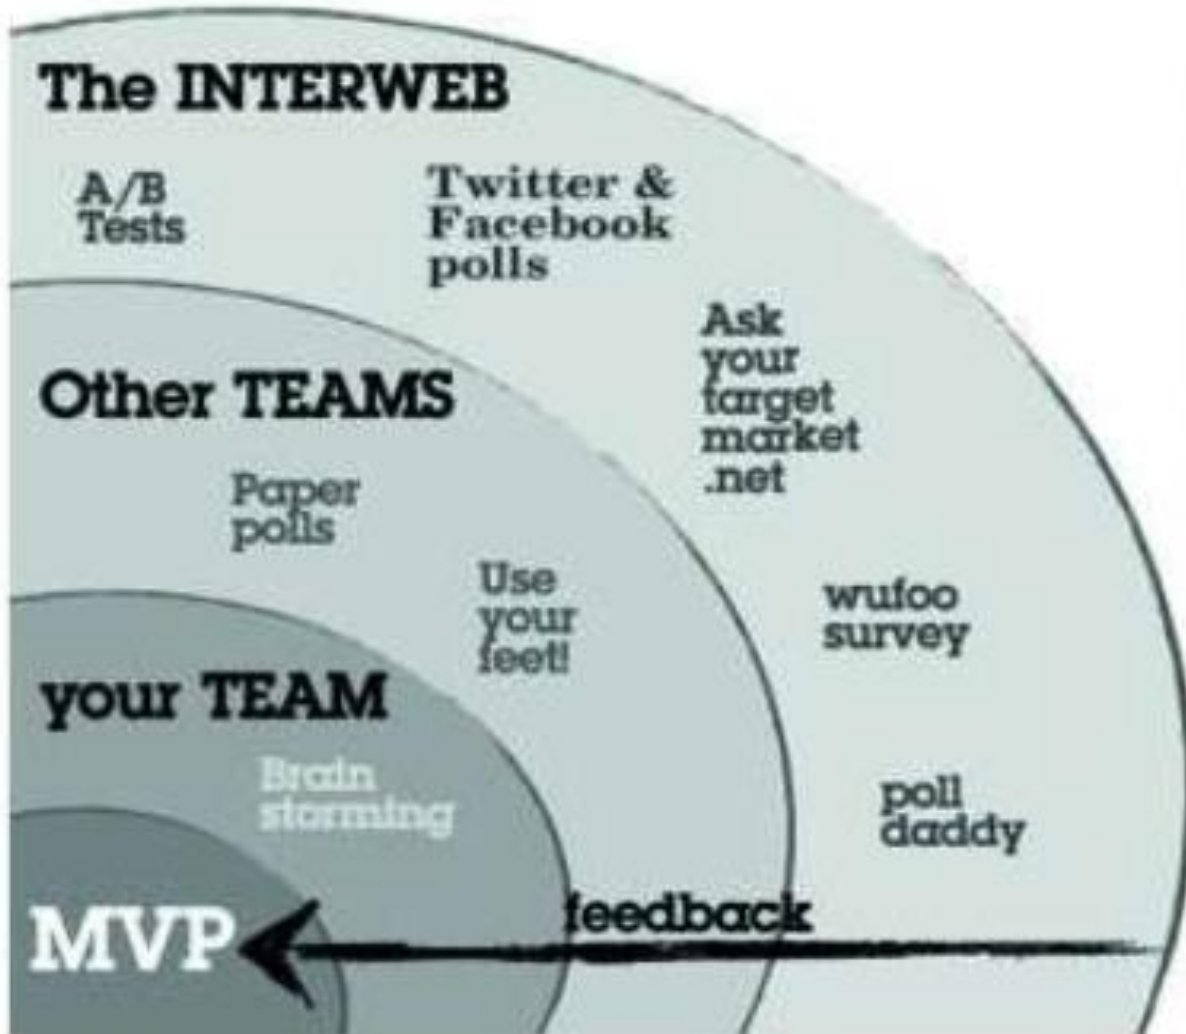 The INTERWEB
A/B
Tests
Twitter &
Facebook
polls
Ask
your
target
market
.net
Other TEAMS
Paper
polls
Use
your
feet!
wufoo
survey
your TEAM
Brain
storming
poll
daddy
feedback
MVP